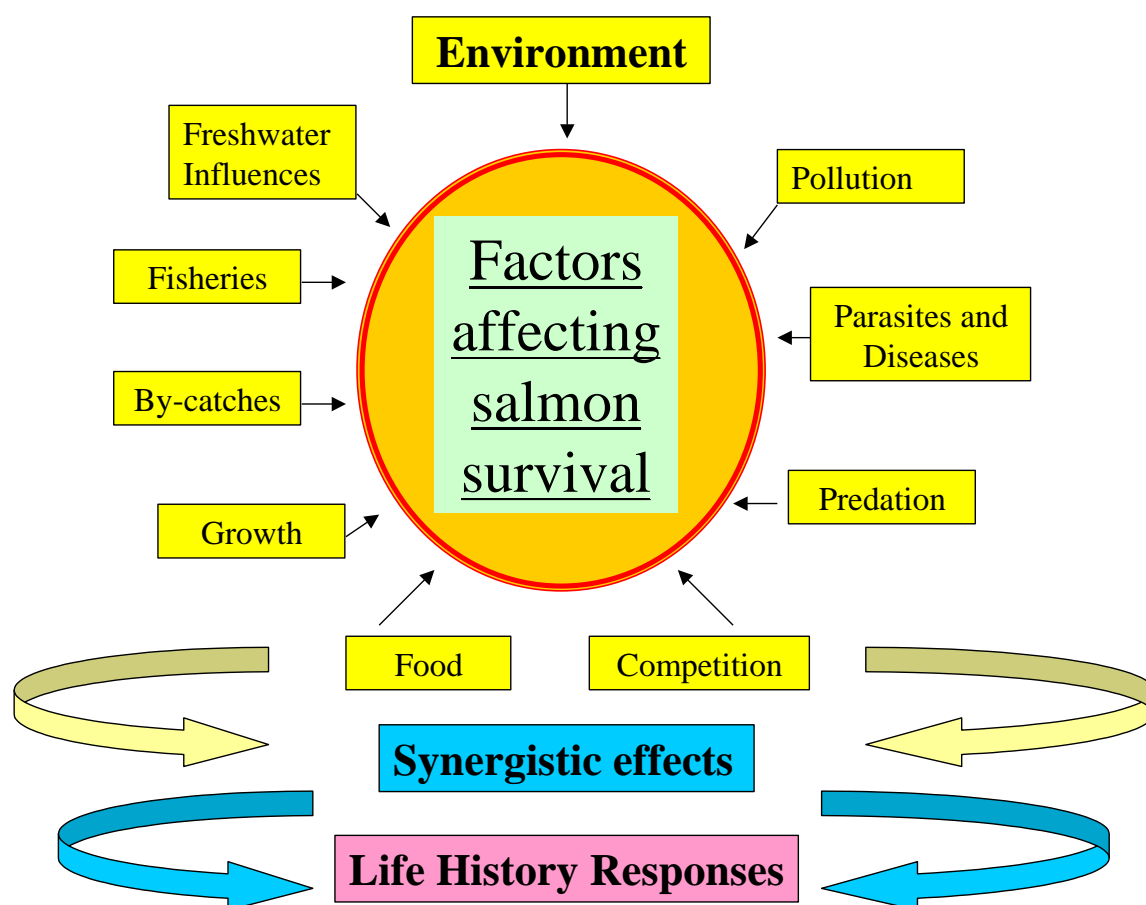 Environment
Freshwater
Influences
Pollution
Factors
affecting
salmon
survival
Fisheries
Parasites and
Diseases
By-catches
Predation
Growth
Food
Competition
Synergistic effects
Life History Responses